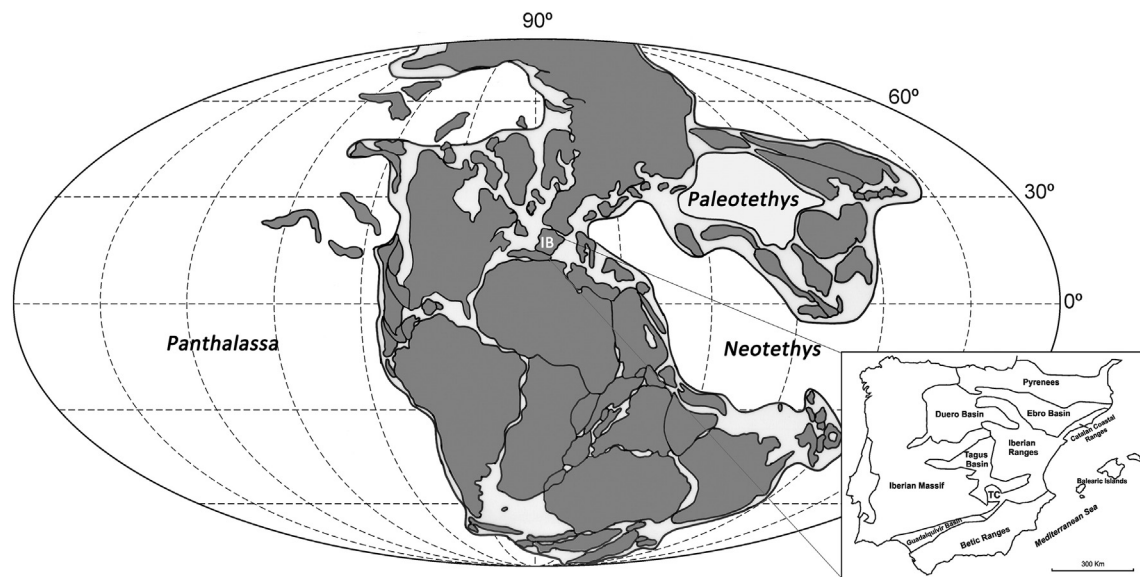 90º
60º
30º
0º
Paleotethys
IB
Panthalassa
Neotethys
Pyrenees
Duero Basin
Ebro Basin
Catalan Coastal
Ranges
Iberian
Ranges
Tagus
Basin
Balearic Islands
Iberian Massif
TC
Mediterranean Sea
Guadalquivir Basin
Betic Ranges
300 Km